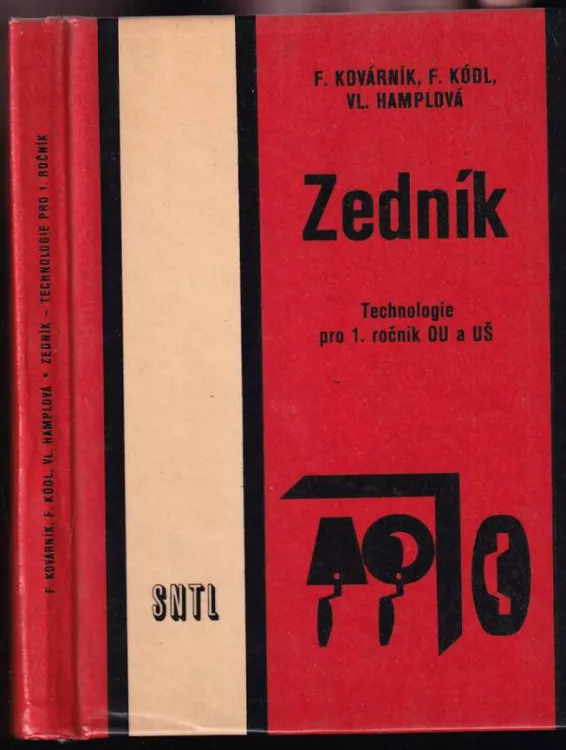 F. KOVÁRNÍK, F. KÓDL, VL. HAMPLOVÁ • ZEDNÍK – TECHNOLOGIE PRO 1. ROČNÍK
F. KOVÁRNÍK, F. KÓDL,
VL. HAMPLOVÁ
Zedník
Technologie
pro 1. ročník OU a UŠ
SNTL